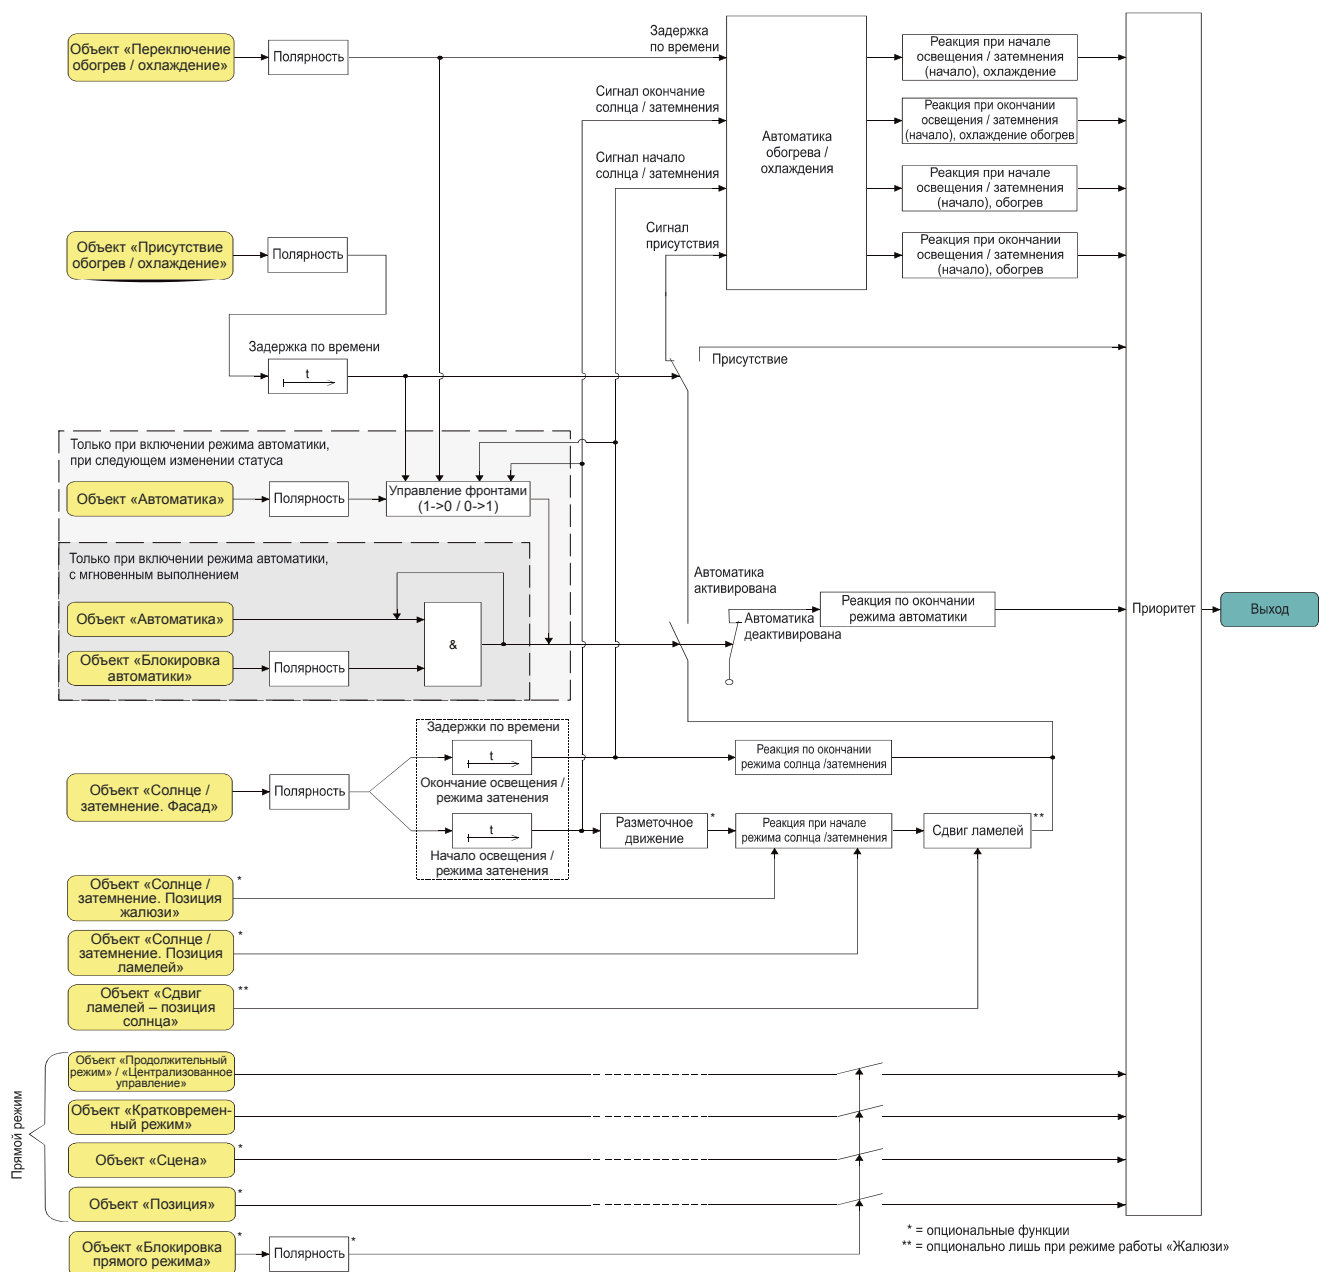 Объект «Переключение
обогрев / охлаждение»
Полярность
Задержка
по времени
Сигнал окончание
солнца / затемнения
Сигнал начало
солнца / затемнения
Сигнал
присутствия
Автоматика
обогрева /
охлаждения
Реакция при начале
освещения / затемнения
(начало), охлаждение
Реакция при окончании
освещения / затемнения
(начало), охлаждение обогрев
Реакция при начале
освещения / затемнения
(начало), обогрев
Реакция при окончании
освещения / затемнения
(начало), обогрев
Объект «Присутствие
обогрев / охлаждение»
Полярность
Задержка по времени
t
Присутствие
Только при включении режима автоматики,
при следующем изменении статуса
Объект «Автоматика»
Полярность
Управление фронтами
(1->0 / 0->1)
Только при включении режима автоматики,
с мгновенным выполнением
Объект «Автоматика»
Объект «Блокировка
автоматики»
Полярность
&
Автоматика
активирована
Автоматика
деактивирована
Реакция по окончании
режима автоматики
Приоритет
Выход
Задержки по времени
t
Окончание освещения /
режима затенения
t
Начало освещения /
режима затенения
Объект «Солнце /
затемнение. Фасад»
Полярность
Реакция по окончании
режима солнца /затемнения
Разметочное
движение
*
Реакция при начале
режима солнца /затемнения
Сдвиг ламелей
**
Объект «Солнце /
затемнение. Позиция
жалюзи»
*
Объект «Солнце /
затемнение. Позиция
ламелей»
*
Объект «Сдвиг
ламелей – позиция
солнца»
**
Прямой режим
Объект «Продолжительный
режим» / «Централизованное
управление»
Объект «Кратковремен-
ный режим»
Объект «Сцена»
*
Объект «Позиция»
*
Объект «Блокировка
прямого режима»
*
Полярность
*
* = опциональные функции
** = опционально лишь при режиме работы «Жалюзи»